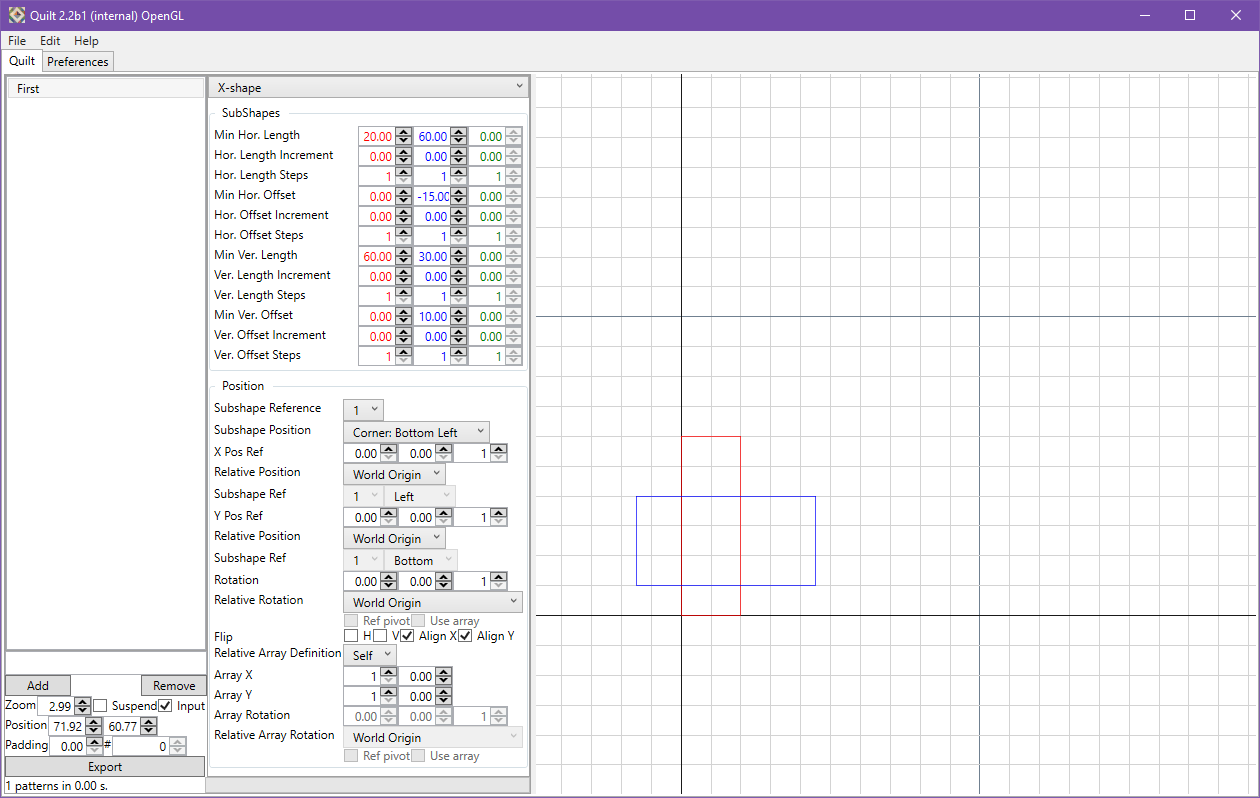 Quilt 2.2b1 (internal) OpenGL
File Edit Help
Quilt Preferences
First
X-shape
SubShapes
Min Hor. Length 20.00 60.00 0.00
Hor. Length Increment 0.00 0.00 0.00
Hor. Length Steps 1 1 1
Min Hor. Offset 0.00 -15.00 0.00
Hor. Offset Increment 0.00 0.00 0.00
Hor. Offset Steps 1 1 1
Min Ver. Length 60.00 30.00 0.00
Ver. Length Increment 0.00 0.00 0.00
Ver. Length Steps 1 1 1
Min Ver. Offset 0.00 10.00 0.00
Ver. Offset Increment 0.00 0.00 0.00
Ver. Offset Steps 1 1 1
Position
Subshape Reference 1
Subshape Position Corner: Bottom Left
X Pos Ref 0.00 0.00 1
Relative Position World Origin
Subshape Ref 1 Left
Y Pos Ref 0.00 0.00 1
Relative Position World Origin
Subshape Ref 1 Bottom
Rotation 0.00 0.00 1
Relative Rotation World Origin
Ref pivot Use array
Flip H V Align X Align Y
Relative Array Definition Self
Array X 1 0.00
Array Y 1 0.00
Array Rotation 0.00 0.00 1
Relative Array Rotation World Origin
Ref pivot Use array
Add Remove
Zoom 2.99 Suspend Input
Position 71.92 60.77
Padding 0.00 # 0
Export
1 patterns in 0.00 s.